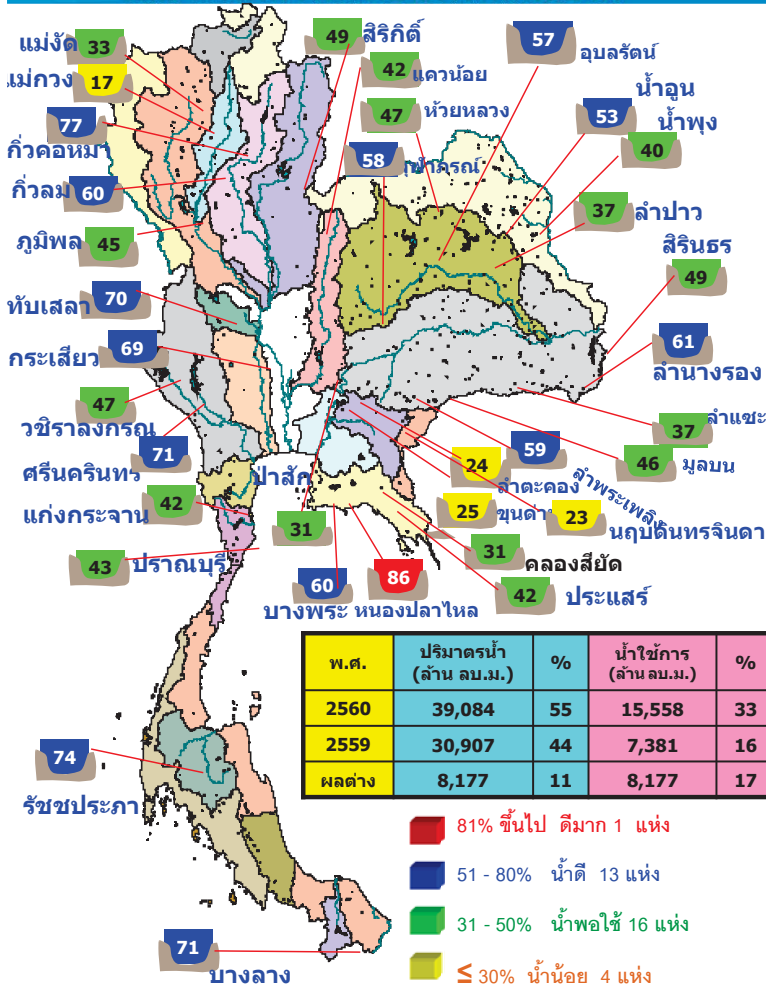 แม่งัด 33
แม่กวง 17
77
กิ่วคอหมา
กิ่วลม 60
ภูมิพล 45
ทับเสลา 70
กระเสียว 69
47
วชิราลงกรณ
71
ศรีนครินทร
แก่งกระจาน 42
43 ปราณบุรี
49 สิริกิติ์
42 แควน้อย
47 ห้วยหลวง
58
57 อุบลรัตน์
น้ำอูน
53
น้ำพุง
40
37 ลำปาว
สิรินธร
49
61
ลำนางรอง
37 ลำแซะ
46 มูลบน
59
ลำพระเพลิง
24
ลำตะคอง
25
23
นฤบดินทรจินดา
ป่าสัก
31
31
คลองสียัด
42 ประแสร์
60
บางพระ
86
หนองปลาไหล
พ.ศ. ปริมาตรน้ำ (ล้าน ลบ.ม.) % น้ำใช้การ (ล้าน ลบ.ม.) %
2560 39,084 55 15,558 33
2559 30,907 44 7,381 16
ผลต่าง 8,177 11 8,177 17
74
รัชชประภา
81% ขึ้นไป ดีมาก 1 แห่ง
51 - 80% น้ำดี 13 แห่ง
31 - 50% น้ำพอใช้ 16 แห่ง
≤ 30% น้ำน้อย 4 แห่ง
71
บางลาง